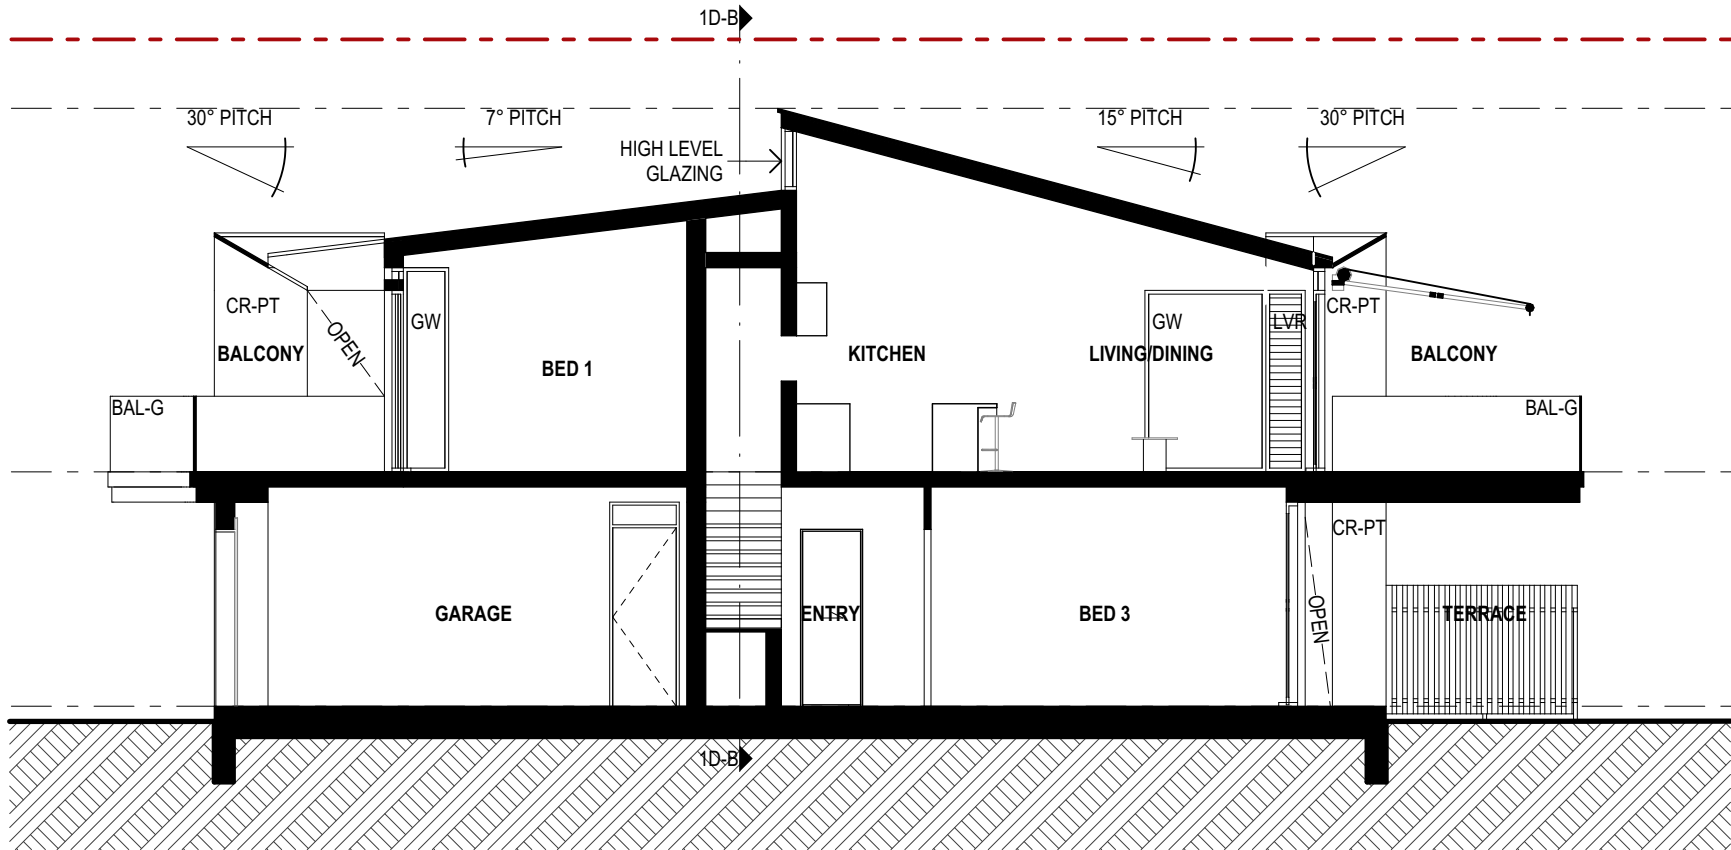 1D-B
30° PITCH
7° PITCH
15° PITCH
30° PITCH
HIGH LEVEL
GLAZING
CR-PT
GW
GW
LVR
CR-PT
OPEN
BALCONY
BED 1
KITCHEN
LIVING/DINING
BALCONY
BAL-G
BAL-G
CR-PT
GARAGE
ENTRY
BED 3
OPEN
TERRACE
1D-B